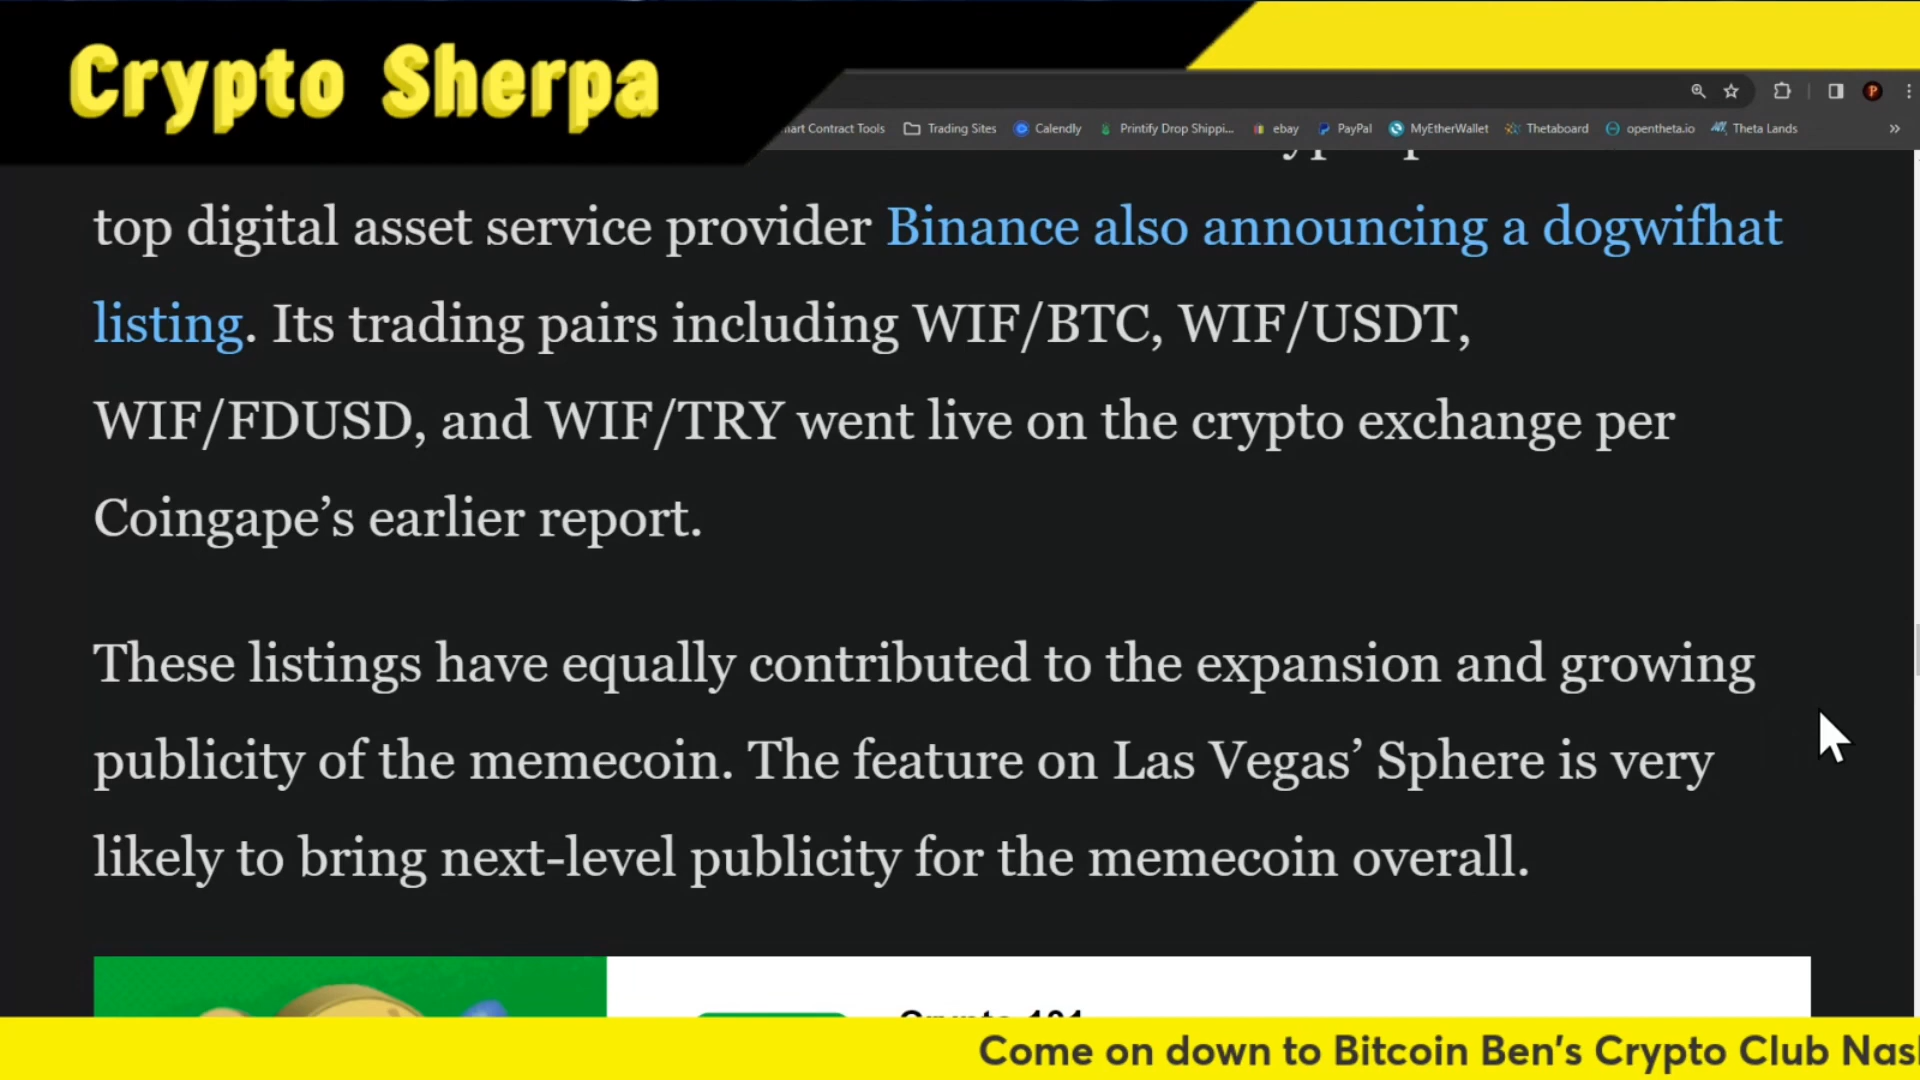 Crypto Sherpa
Smart Contract Tools Trading Sites Calendly Printify Drop Shippi... ebay PayPal MyEtherWallet Thetaboard opentheta.io Theta Lands »
top digital asset service provider Binance also announcing a dogwifhat
listing. Its trading pairs including WIF/BTC, WIF/USDT,
WIF/FDUSD, and WIF/TRY went live on the crypto exchange per
Coingape’s earlier report.
These listings have equally contributed to the expansion and growing
publicity of the memecoin. The feature on Las Vegas’ Sphere is very
likely to bring next-level publicity for the memecoin overall.
Crypto 101
Come on down to Bitcoin Ben's Crypto Club Nas